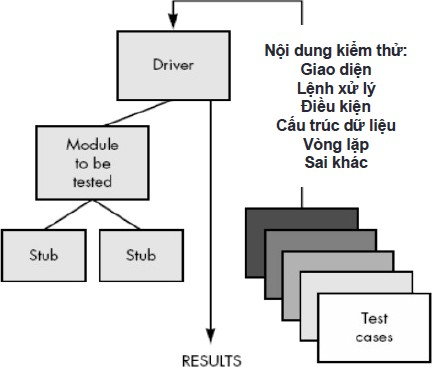 Driver
Nội dung kiểm thử:
Giao diện
Lệnh xử lý
Điều kiện
Cấu trúc dữ liệu
Vòng lặp
Sai khác
Module
to be
tested
Stub
Stub
Test
cases
RESULTS